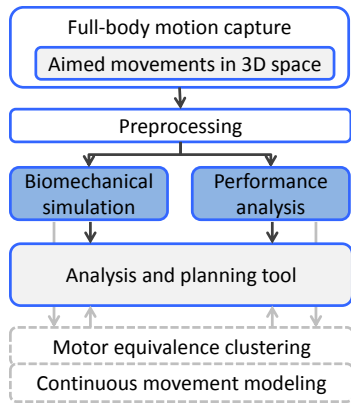 Full-body motion capture
Aimed movements in 3D space
Preprocessing
Biomechanical
simulation
Performance
analysis
Analysis and planning tool
Motor equivalence clustering
Continuous movement modeling